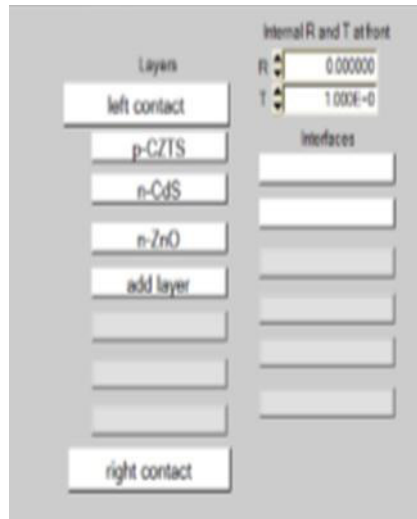 Internal R and T at front
Layers
R 0.000000
left contact
T 1.000E+0
p-CZTS
Interfaces
n-CdS
n-ZnO
add layer
right contact